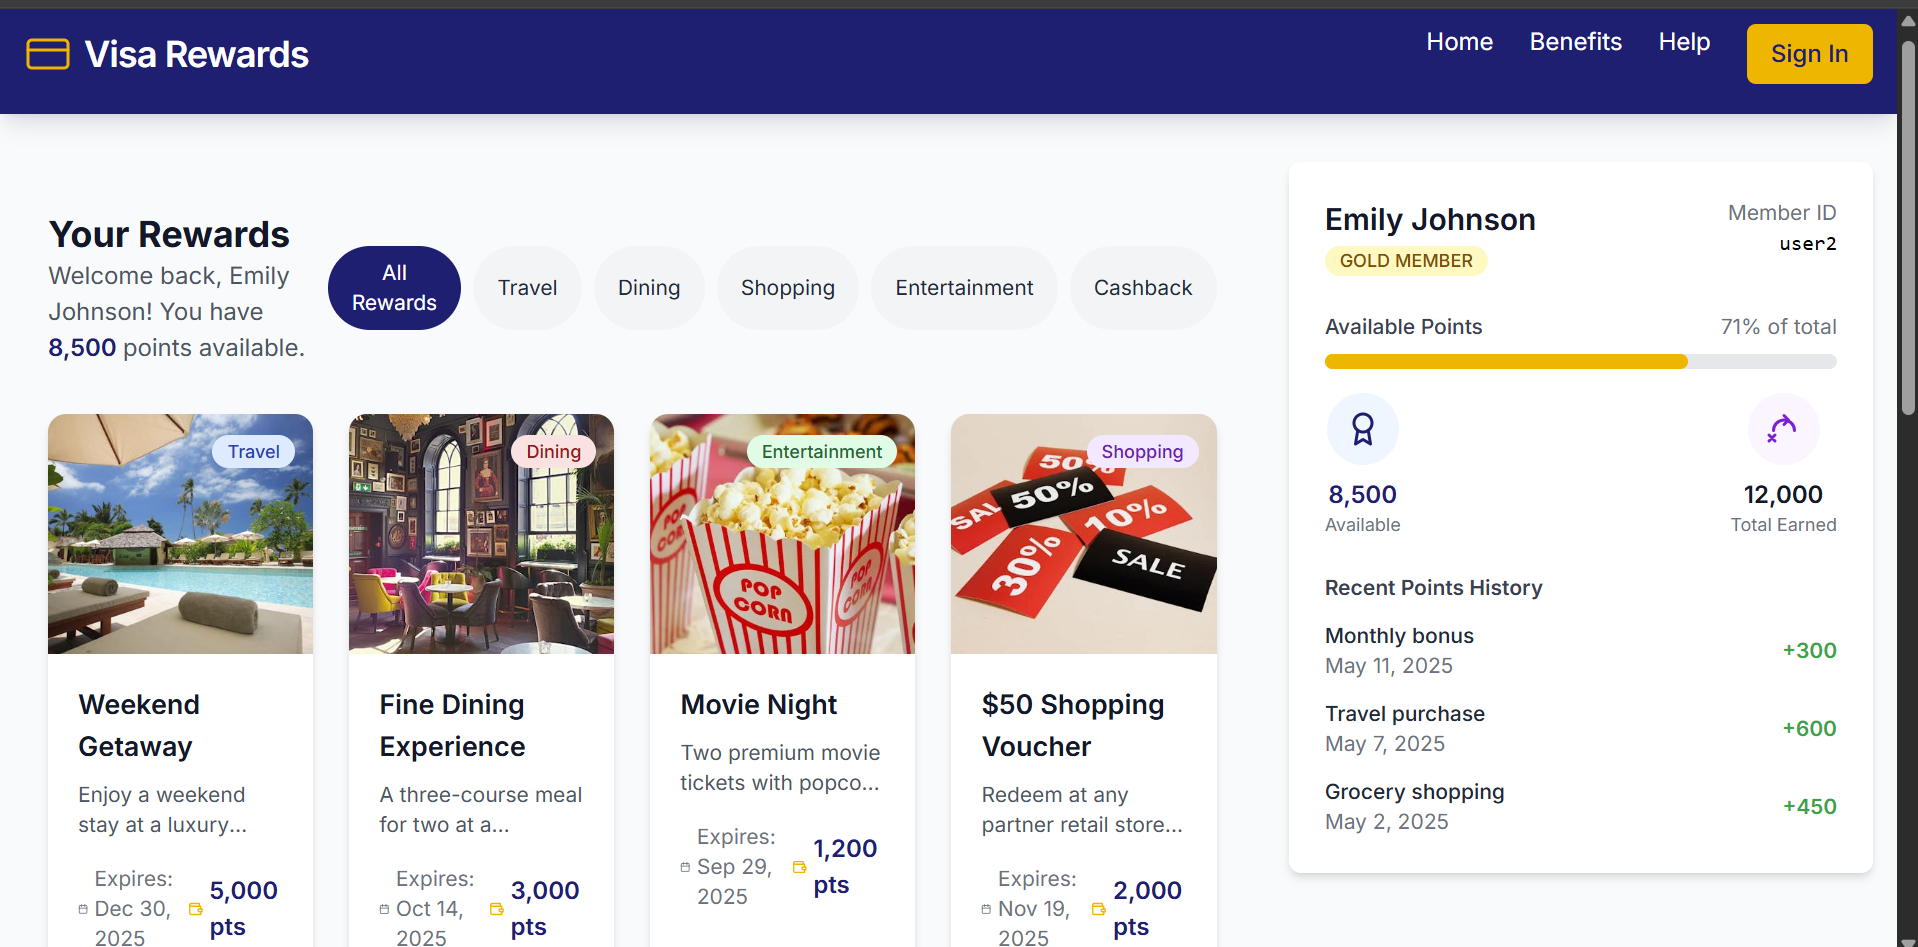 Visa Rewards
Home
Benefits
Help
Sign In
Your Rewards
Welcome back, Emily
Johnson! You have
8,500 points available.
All
Rewards
Travel
Dining
Shopping
Entertainment
Cashback
Travel
Weekend
Getaway
Enjoy a weekend
stay at a luxury...
Expires:
Dec 30,
2025
5,000
pts
Dining
Fine Dining
Experience
A three-course meal
for two at a...
Expires:
Oct 14,
2025
3,000
pts
Entertainment
POP
CORN
POP
CORN
POP
CORN
Movie Night
Two premium movie
tickets with popco...
Expires:
Sep 29,
2025
1,200
pts
Shopping
50%
50%
SAL
10%
30%
SALE
$50 Shopping
Voucher
Redeem at any
partner retail store...
Expires:
Nov 19,
2025
2,000
pts
Emily Johnson
GOLD MEMBER
Member ID
user2
Available Points
71% of total
8,500
Available
12,000
Total Earned
Recent Points History
Monthly bonus
May 11, 2025
+300
Travel purchase
May 7, 2025
+600
Grocery shopping
May 2, 2025
+450